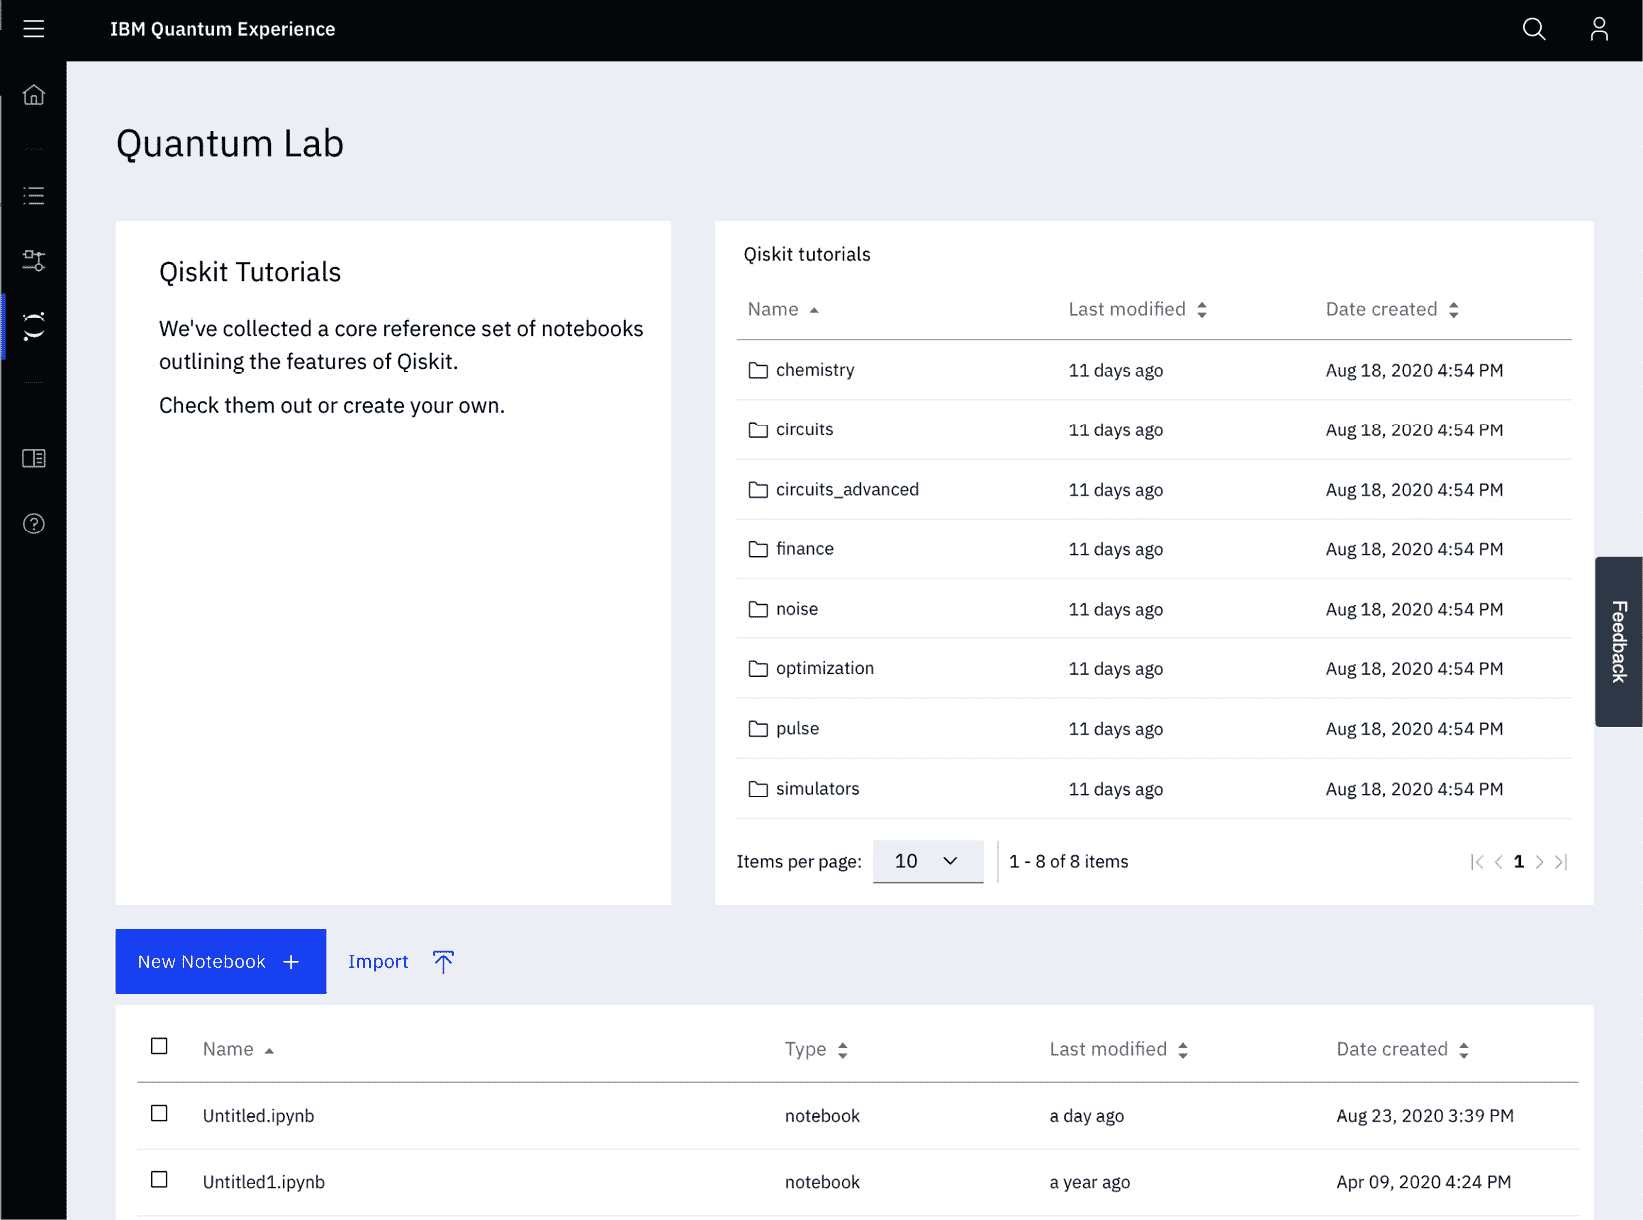 IBM Quantum Experience
Quantum Lab
Qiskit Tutorials
We've collected a core reference set of notebooks
outlining the features of Qiskit.
Check them out or create your own.
Qiskit tutorials
Name Last modified Date created
chemistry 11 days ago Aug 18, 2020 4:54 PM
circuits 11 days ago Aug 18, 2020 4:54 PM
circuits_advanced 11 days ago Aug 18, 2020 4:54 PM
finance 11 days ago Aug 18, 2020 4:54 PM
noise 11 days ago Aug 18, 2020 4:54 PM
optimization 11 days ago Aug 18, 2020 4:54 PM
pulse 11 days ago Aug 18, 2020 4:54 PM
simulators 11 days ago Aug 18, 2020 4:54 PM
Items per page: 10 1 - 8 of 8 items 1
Feedback
New Notebook + Import
Name Type Last modified Date created
Untitled.ipynb notebook a day ago Aug 23, 2020 3:39 PM
Untitled1.ipynb notebook a year ago Apr 09, 2020 4:24 PM